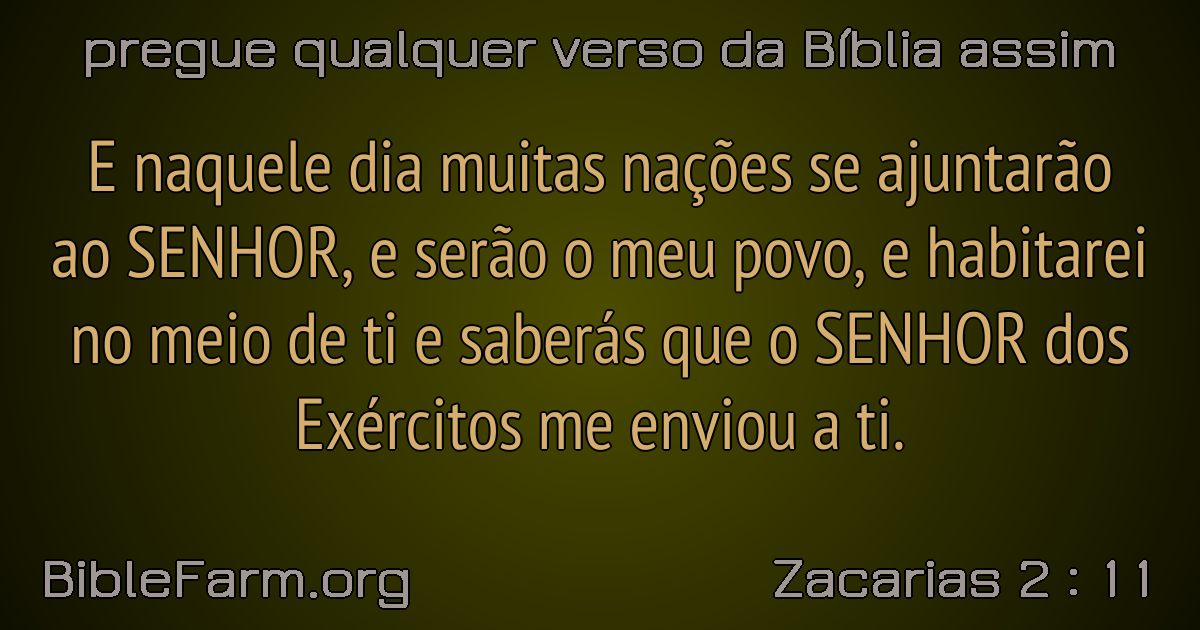 pregue qualquer verso da Bíblia assim
E naquele dia muitas nações se ajuntarão
ao SENHOR, e serão o meu povo, e habitarei
no meio de ti e saberás que o SENHOR dos
Exércitos me enviou a ti.
BibleFarm.org
Zacarias 2 : 11